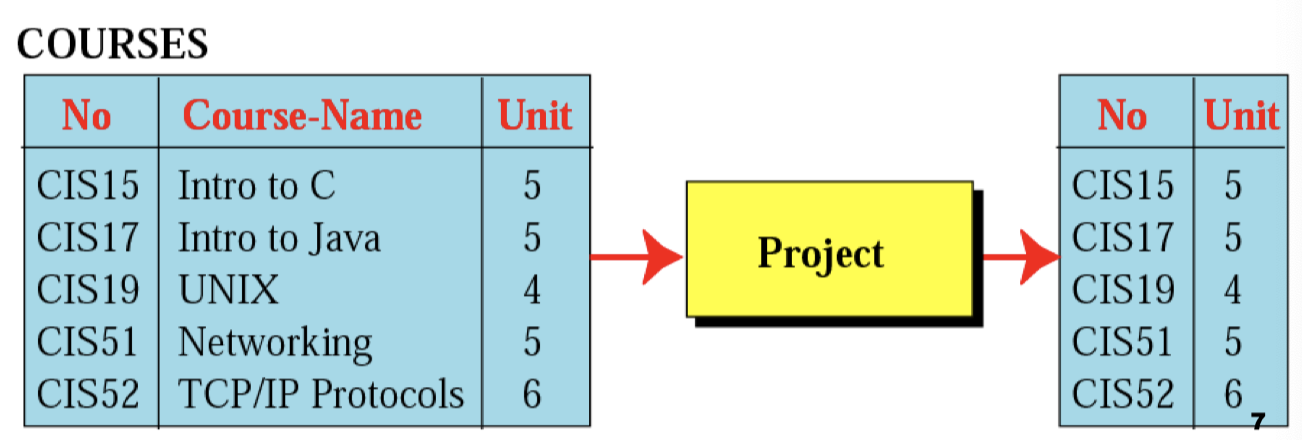 COURSES
No Course-Name Unit
CIS15 Intro to C 5
CIS17 Intro to Java 5
CIS19 UNIX 4
CIS51 Networking 5
CIS52 TCP/IP Protocols 6
Project
No Unit
CIS15 5
CIS17 5
CIS19 4
CIS51 5
CIS52 6
7